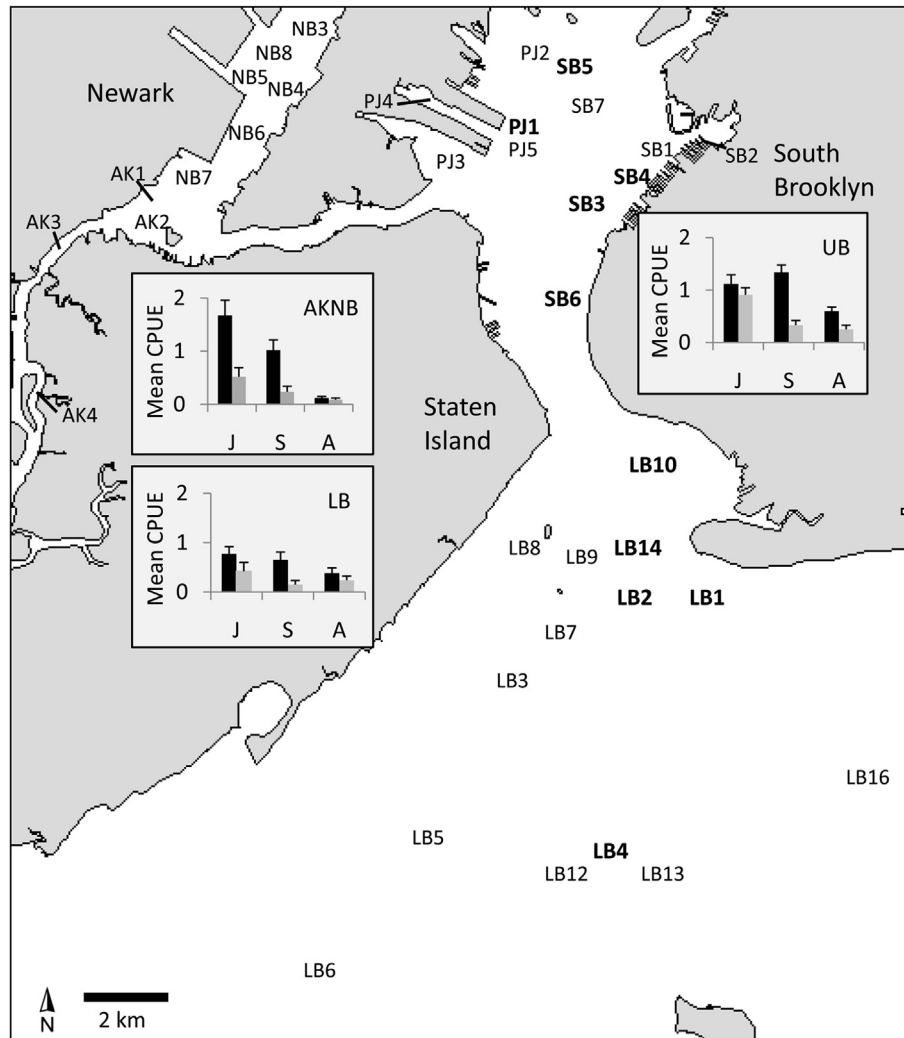 NB3
NB8
PJ2
SB5
NB5
NB4
Newark
PJ4
SB7
PJ1
NB6
PJ5
SB1
SB2
PJ3
South
Brooklyn
AK1
NB7
SB4
SB3
AK3
AK2
2
1
0
Mean CPUE
UB
J S A
SB6
2
1
0
Mean CPUE
AKNB
J S A
AK4
Staten
Island
LB10
2
1
0
Mean CPUE
LB
J S A
LB8
LB9
LB14
LB2
LB1
LB7
LB3
LB16
LB5
LB4
LB12
LB13
LB6
N
2 km